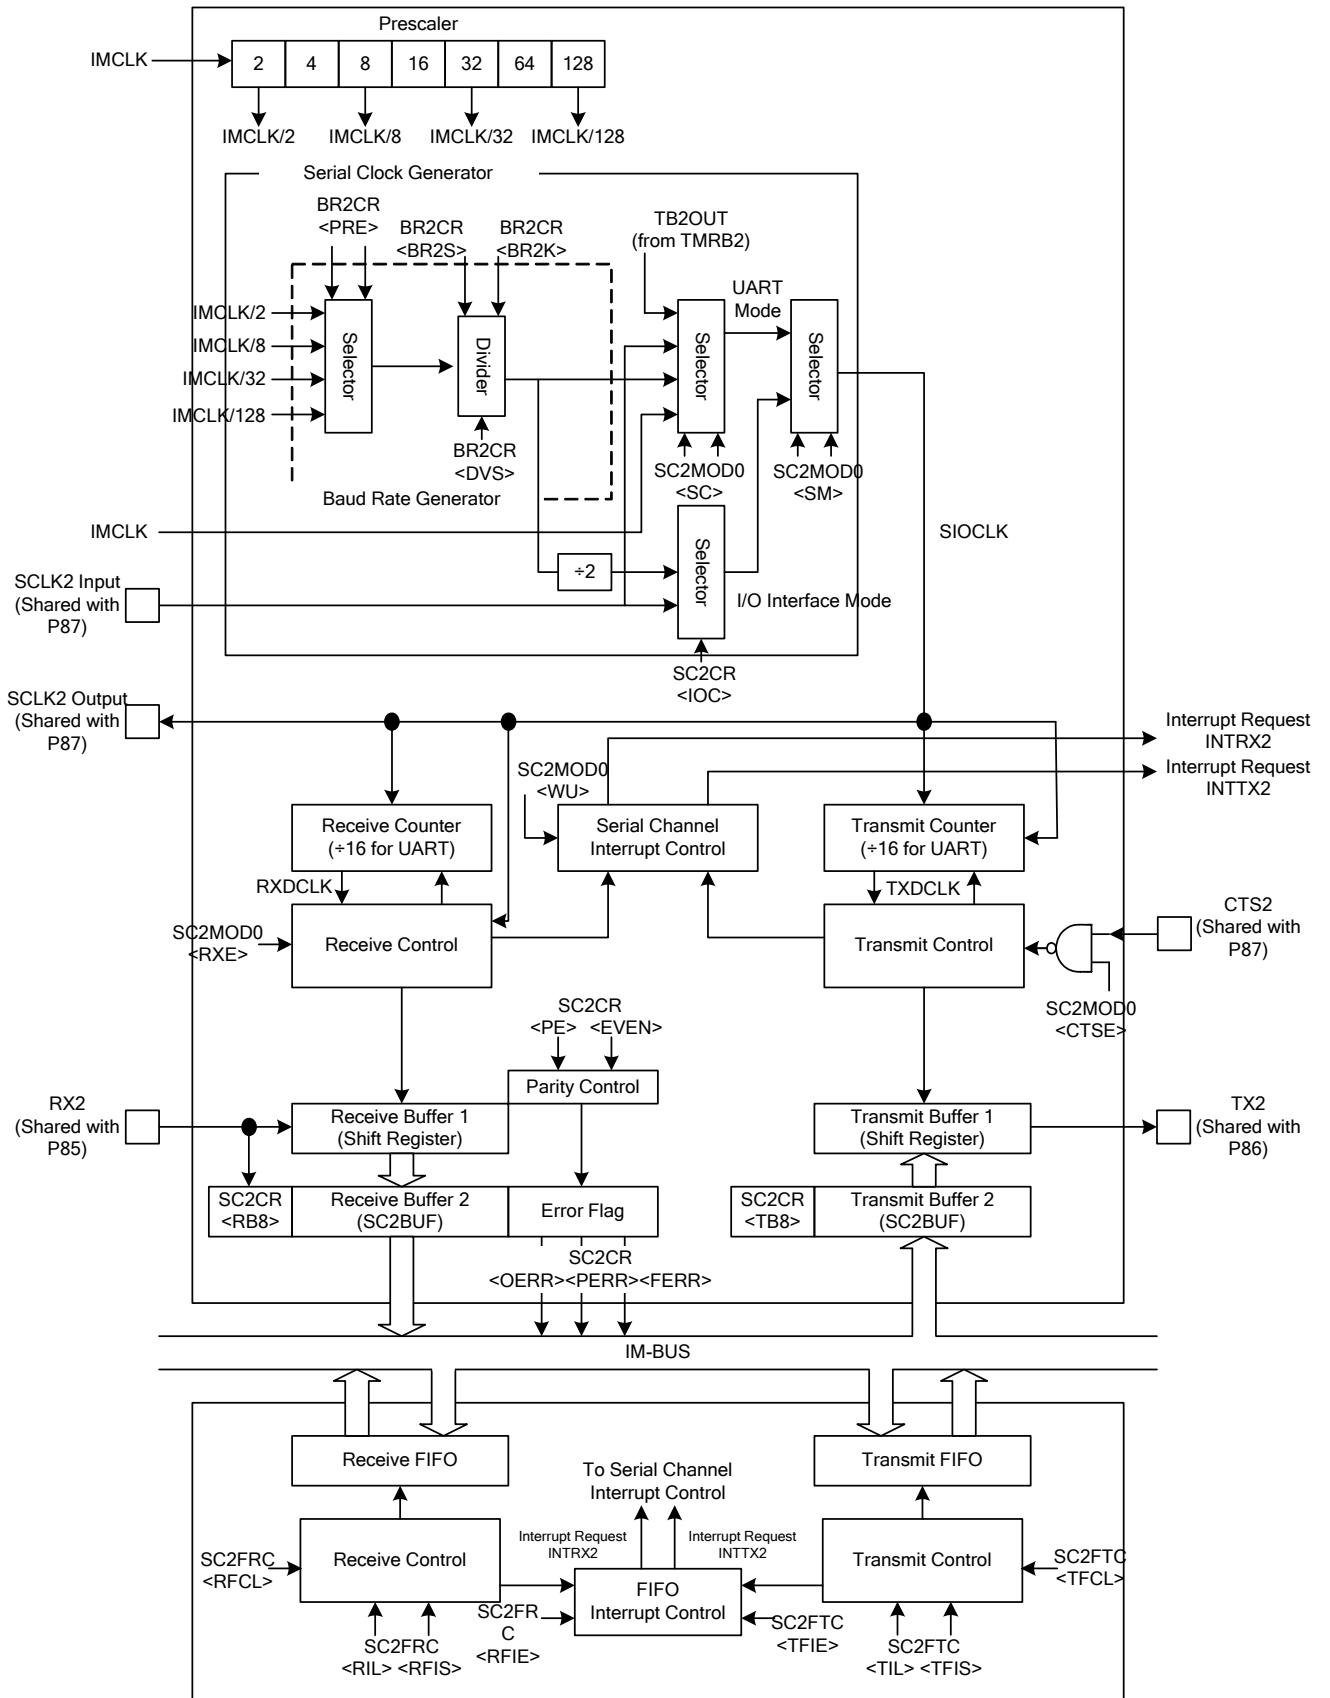 Prescaler
IMCLK
2 4 8 16 32 64 128
IMCLK/2 IMCLK/8 IMCLK/32 IMCLK/128
Serial Clock Generator
BR2CR
<PRE>
BR2CR
<BR2S>
BR2CR
<BR2K>
TB2OUT
(from TMRB2)
UART
Mode
IMCLK/2
IMCLK/8
IMCLK/32
IMCLK/128
Selector
Divider
Selector
Selector
BR2CR
<DVS>
SC2MOD0
<SC>
SC2MOD0
<SM>
Baud Rate Generator
IMCLK
SIOCLK
÷2
Selector
I/O Interface Mode
SCLK2 Input
(Shared with
P87)
SC2CR
<IOC>
SCLK2 Output
(Shared with
P87)
Interrupt Request
INTRX2
Interrupt Request
INTTX2
SC2MOD0
<WU>
Receive Counter
(÷16 for UART)
Serial Channel
Interrupt Control
Transmit Counter
(÷16 for UART)
RXDCLK
TXDCLK
SC2MOD0
<RXE>
Receive Control
Transmit Control
CTS2
(Shared with
P87)
SC2MOD0
<CTSE>
SC2CR
<PE> <EVEN>
Parity Control
RX2
(Shared with
P85)
Receive Buffer 1
(Shift Register)
Transmit Buffer 1
(Shift Register)
TX2
(Shared with
P86)
SC2CR
<RB8>
Receive Buffer 2
(SC2BUF)
Error Flag
SC2CR
<TB8>
Transmit Buffer 2
(SC2BUF)
SC2CR
<OERR> <PERR> <FERR>
IM-BUS
Receive FIFO
Transmit FIFO
To Serial Channel
Interrupt Control
Interrupt Request
INTRX2
Interrupt Request
INTTX2
SC2FRC
<RFCL>
Receive Control
Transmit Control
SC2FTC
<TFCL>
FIFO
Interrupt Control
SC2FR
C
<RFIE>
SC2FTC
<TFIE>
SC2FRC
<RIL> <RFIS>
SC2FTC
<TIL> <TFIS>